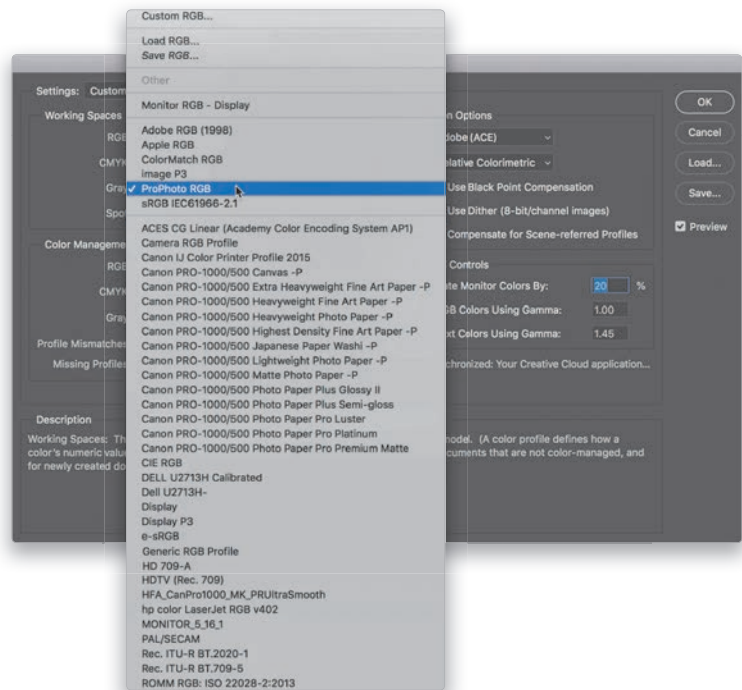 Custom RGB...
Load RGB...
Save RGB...
Other
Monitor RGB - Display
Adobe RGB (1998)
Apple RGB
ColorMatch RGB
image P3
✓ ProPhoto RGB
sRGB IEC61966-2.1
ACES CG Linear (Academy Color Encoding System AP1)
Camera RGB Profile
Canon IJ Color Printer Profile 2015
Canon PRO-1000/500 Canvas -P
Canon PRO-1000/500 Extra Heavyweight Fine Art Paper -P
Canon PRO-1000/500 Heavyweight Fine Art Paper -P
Canon PRO-1000/500 Heavyweight Photo Paper -P
Canon PRO-1000/500 Highest Density Fine Art Paper -P
Canon PRO-1000/500 Japanese Paper Washi -P
Canon PRO-1000/500 Lightweight Photo Paper -P
Canon PRO-1000/500 Matte Photo Paper -P
Canon PRO-1000/500 Photo Paper Plus Glossy II
Canon PRO-1000/500 Photo Paper Plus Semi-gloss
Canon PRO-1000/500 Photo Paper Pro Luster
Canon PRO-1000/500 Photo Paper Pro Platinum
Canon PRO-1000/500 Photo Paper Pro Premium Matte
CIE RGB
DELL U2713H Calibrated
Dell U2713H-
Display
Display P3
e-sRGB
Generic RGB Profile
HD 709-A
HDTV (Rec. 709)
HFA_CanPro1000_MK_PRUltraSmooth
hp color LaserJet RGB v402
MONITOR_5_16_1
PAL/SECAM
Rec. ITU-R BT.2020-1
Rec. ITU-R BT.709-5
ROMM RGB: ISO 22028-2:2013
Settings: Custom
Working Spaces
RGB
CMYK
Gray
Spot
Color Manageme
RGB
CMYK
Gray
Profile Mismatches
Missing Profiles
n Options
dobe (ACE)
elative Colorimetric
Use Black Point Compensation
Use Dither (8-bit/channel images)
Compensate for Scene-referred Profiles
Controls
te Monitor Colors By: 20 %
GB Colors Using Gamma: 1.00
xt Colors Using Gamma: 1.45
chronized: Your Creative Cloud application...
OK
Cancel
Load...
Save...
Preview
Description
Working Spaces: Th
color's numeric value
for newly created do
nodel. (A color profile defines how a
cuments that are not color-managed, and